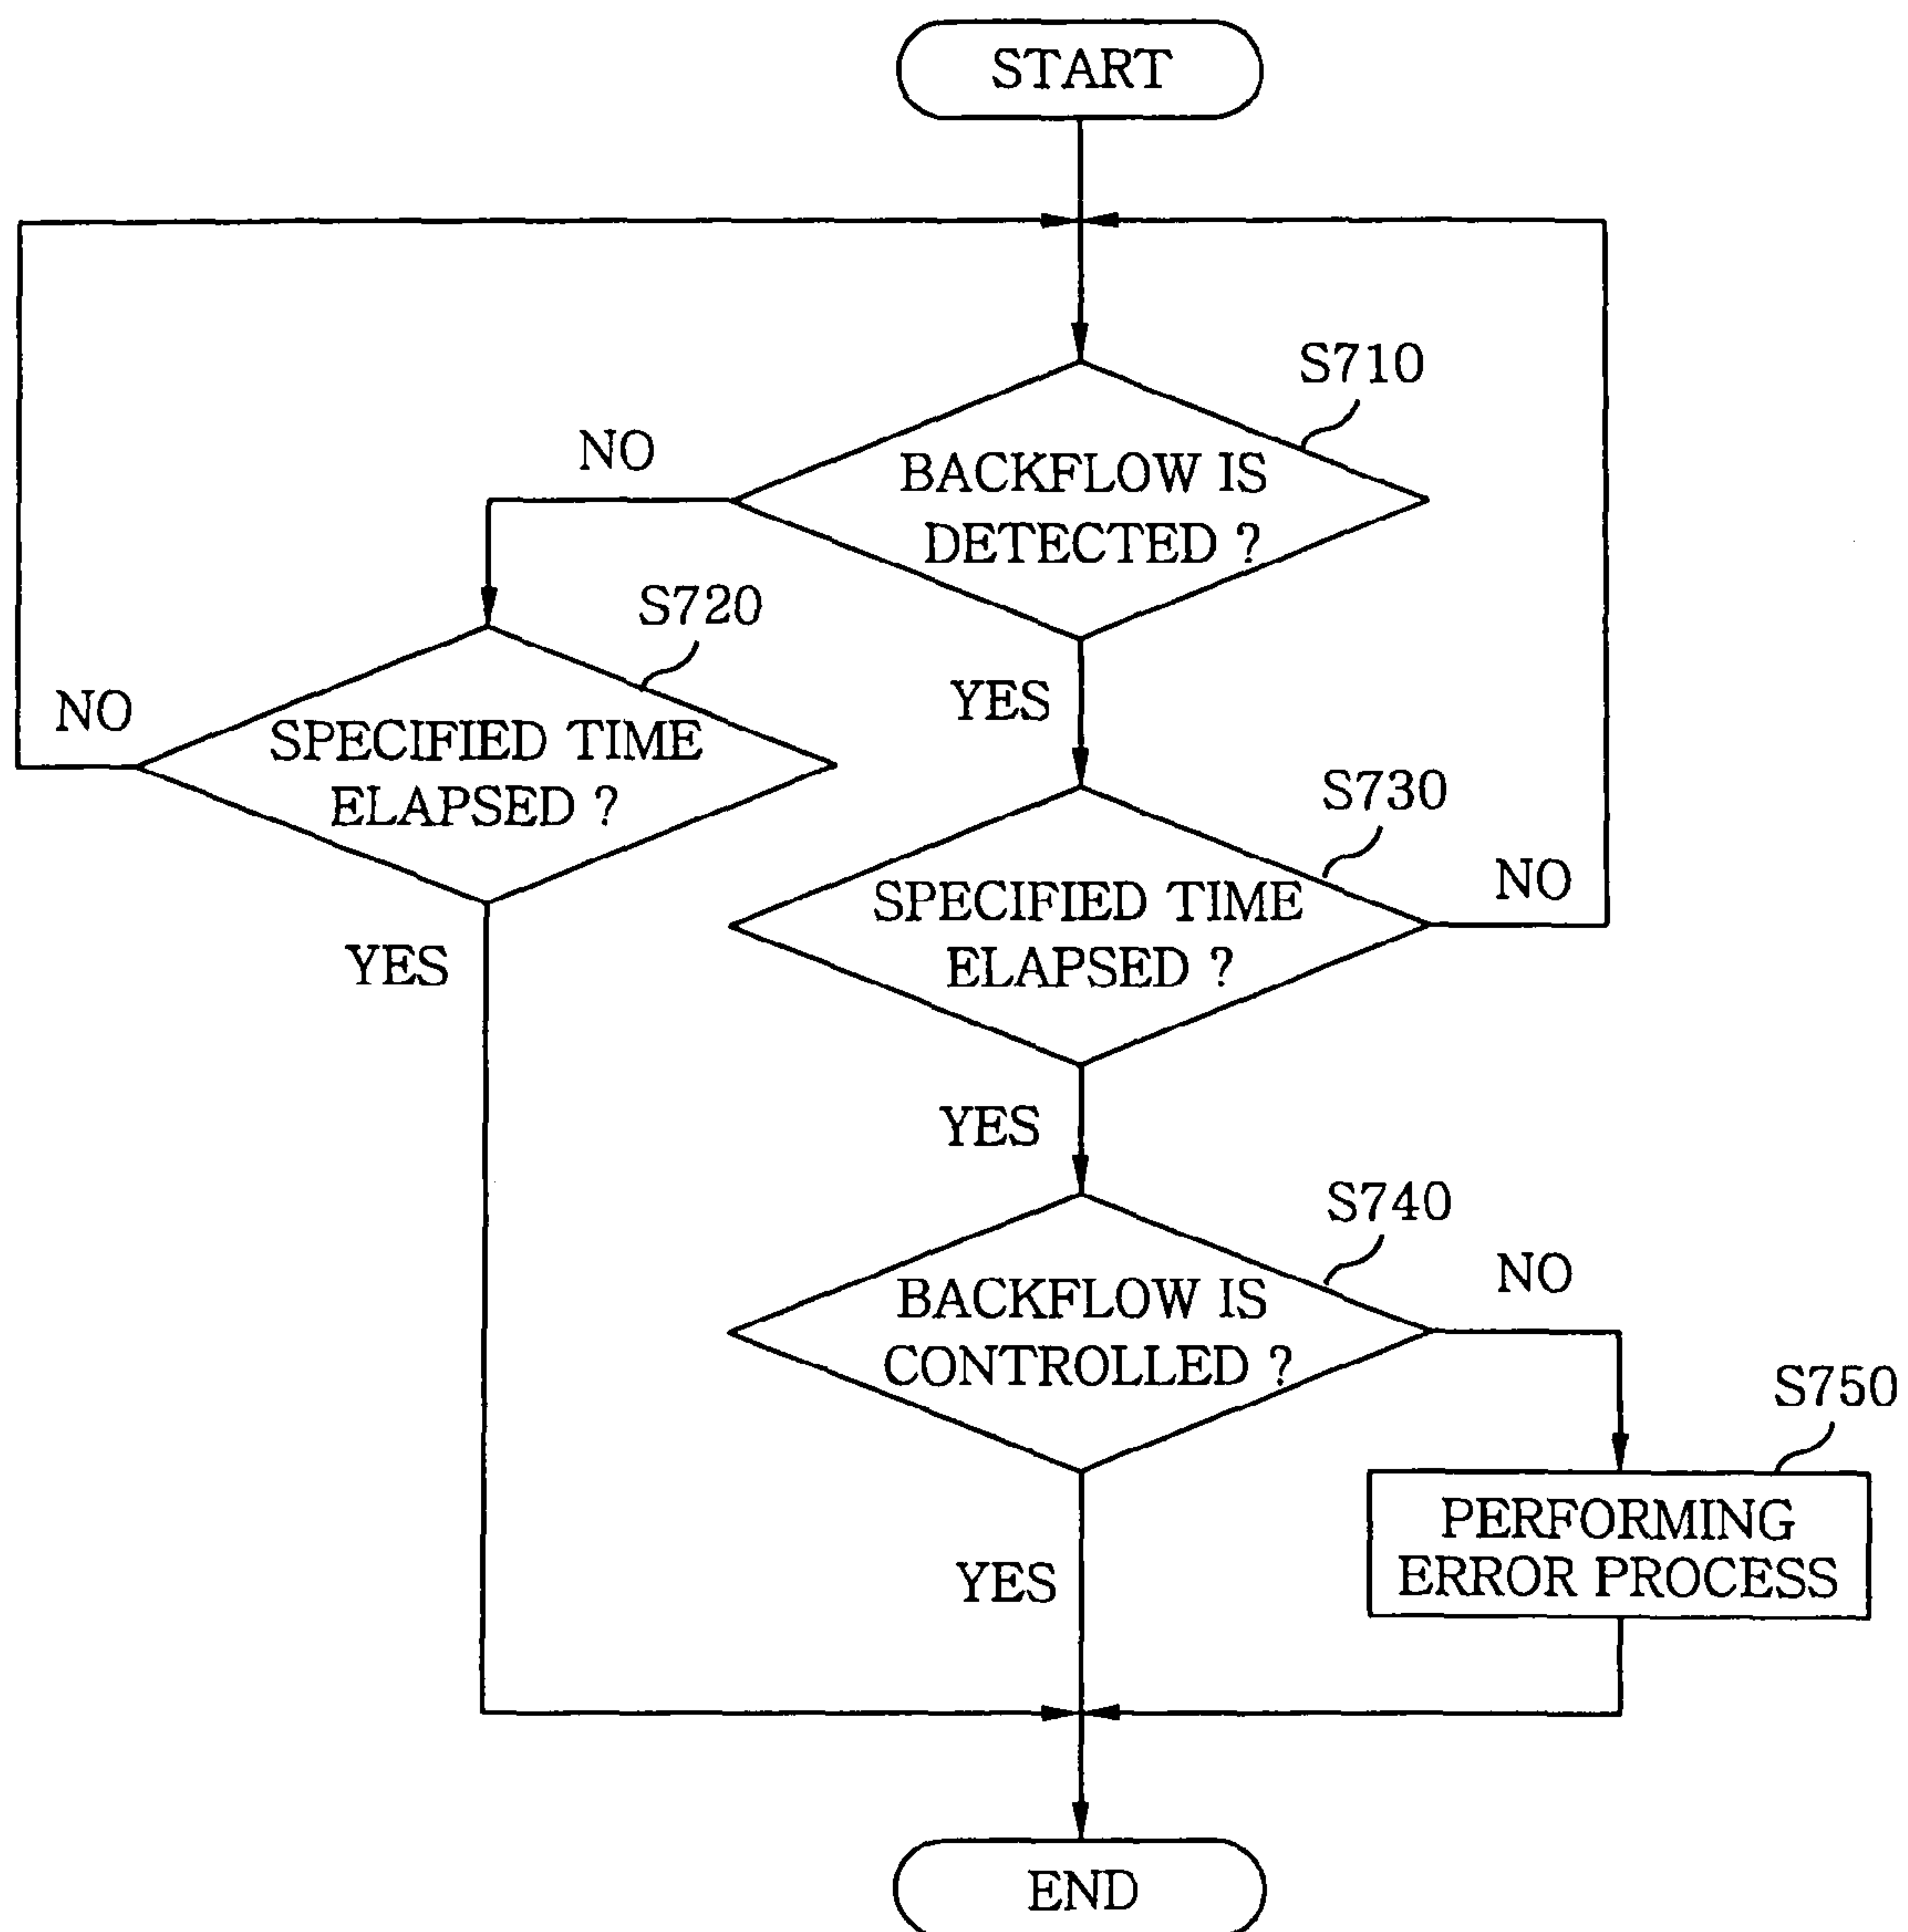 START
S710
NO
BACKFLOW IS
DETECTED ?
S720
YES
NO
SPECIFIED TIME
ELAPSED ?
S730
NO
SPECIFIED TIME
ELAPSED ?
YES
YES
S740
NO
BACKFLOW IS
CONTROLLED ?
S750
PERFORMING
ERROR PROCESS
YES
END